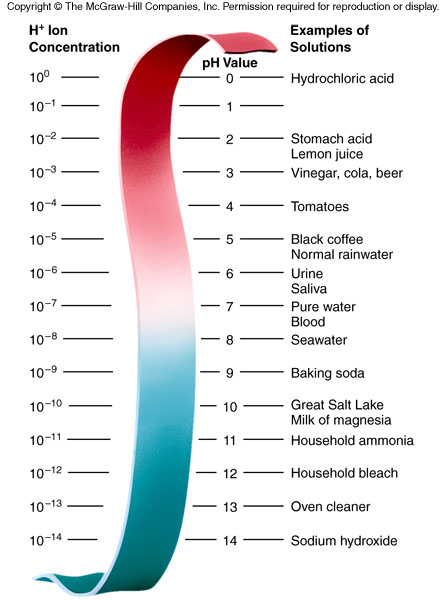 Copyright © The McGraw-Hill Companies, Inc. Permission required for reproduction or display.
H⁺ Ion
Concentration
pH Value
Examples of
Solutions
10⁰ 0 Hydrochloric acid
10⁻¹ 1
10⁻² 2 Stomach acid
Lemon juice
10⁻³ 3 Vinegar, cola, beer
10⁻⁴ 4 Tomatoes
10⁻⁵ 5 Black coffee
Normal rainwater
10⁻⁶ 6 Urine
Saliva
10⁻⁷ 7 Pure water
Blood
10⁻⁸ 8 Seawater
10⁻⁹ 9 Baking soda
10⁻¹⁰ 10 Great Salt Lake
Milk of magnesia
10⁻¹¹ 11 Household ammonia
10⁻¹² 12 Household bleach
10⁻¹³ 13 Oven cleaner
10⁻¹⁴ 14 Sodium hydroxide